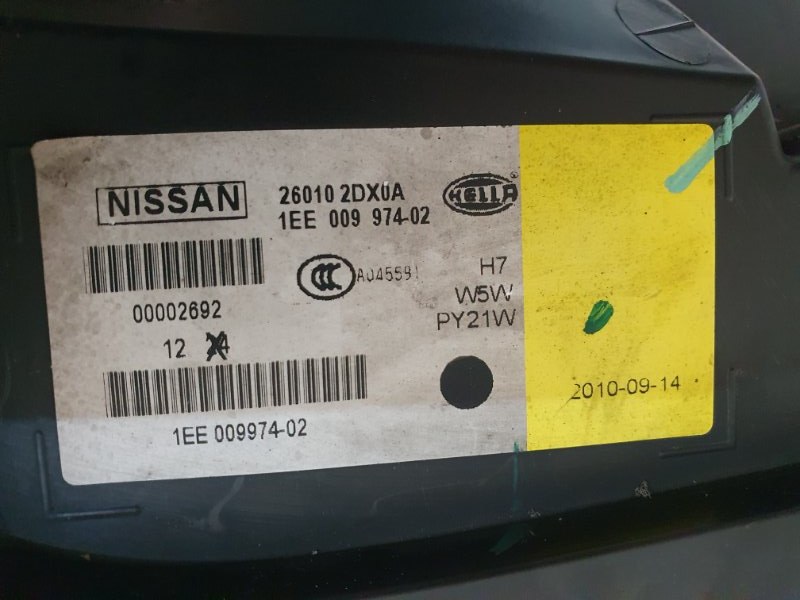 NISSAN
26010 2DX0A
1EE 009 974-02
HELLA
CCC
A045591
H7
W5W
PY21W
00002692
12
1EE 009974-02
2010-09-14